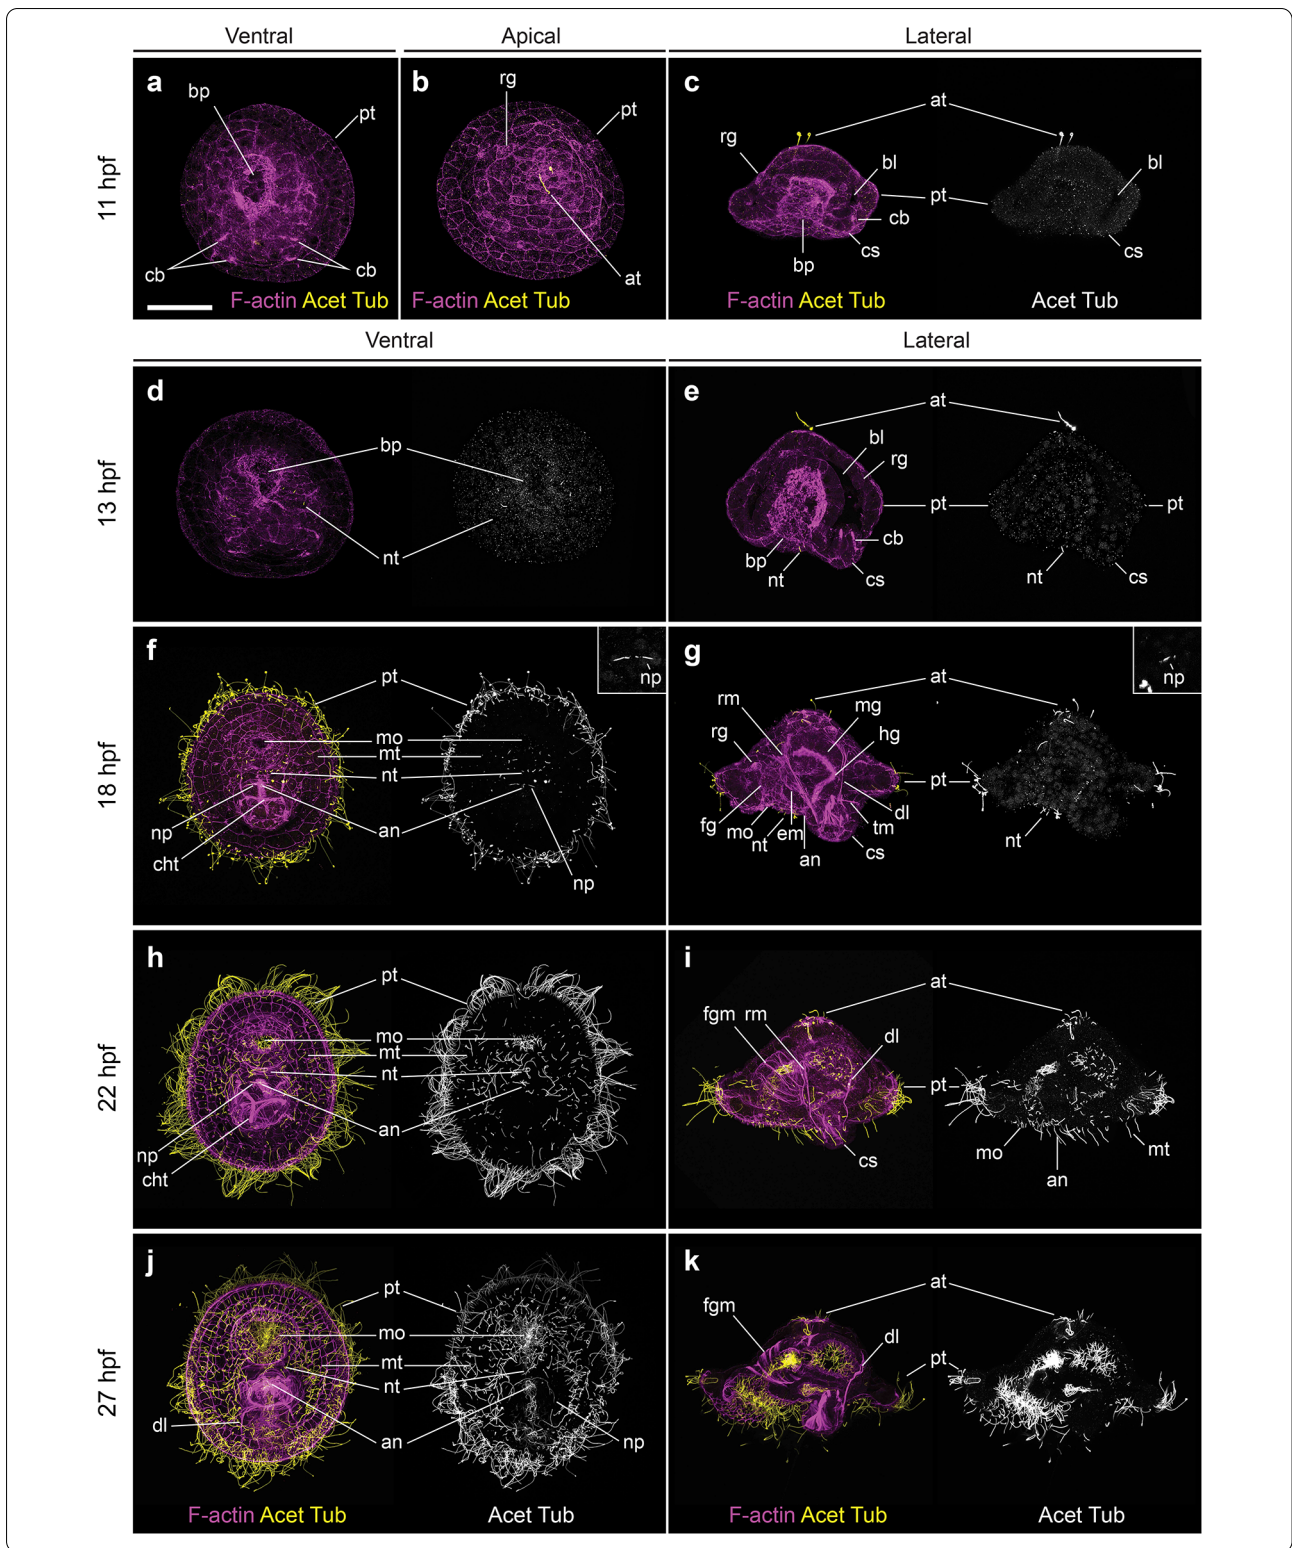 Ventral Apical Lateral
11 hpf
a bp pt cb cb F-actin Acet Tub
b rg pt at F-actin Acet Tub
c at rg bl pt cb cs bp bl cs F-actin Acet Tub Acet Tub
Ventral Lateral
13 hpf
d bp nt
e at bl rg pt pt cb bp nt cs nt cs
18 hpf
f pt np mo mt nt np an cht np
g at np rm mg rg hg pt fg mo nt em an dl tm cs nt
22 hpf
h pt mo mt nt an np cht
i at fgm rm dl pt cs mo an mt
27 hpf
j pt mo mt nt dl an np
F-actin Acet Tub Acet Tub
k at fgm dl pt
F-actin Acet Tub Acet Tub